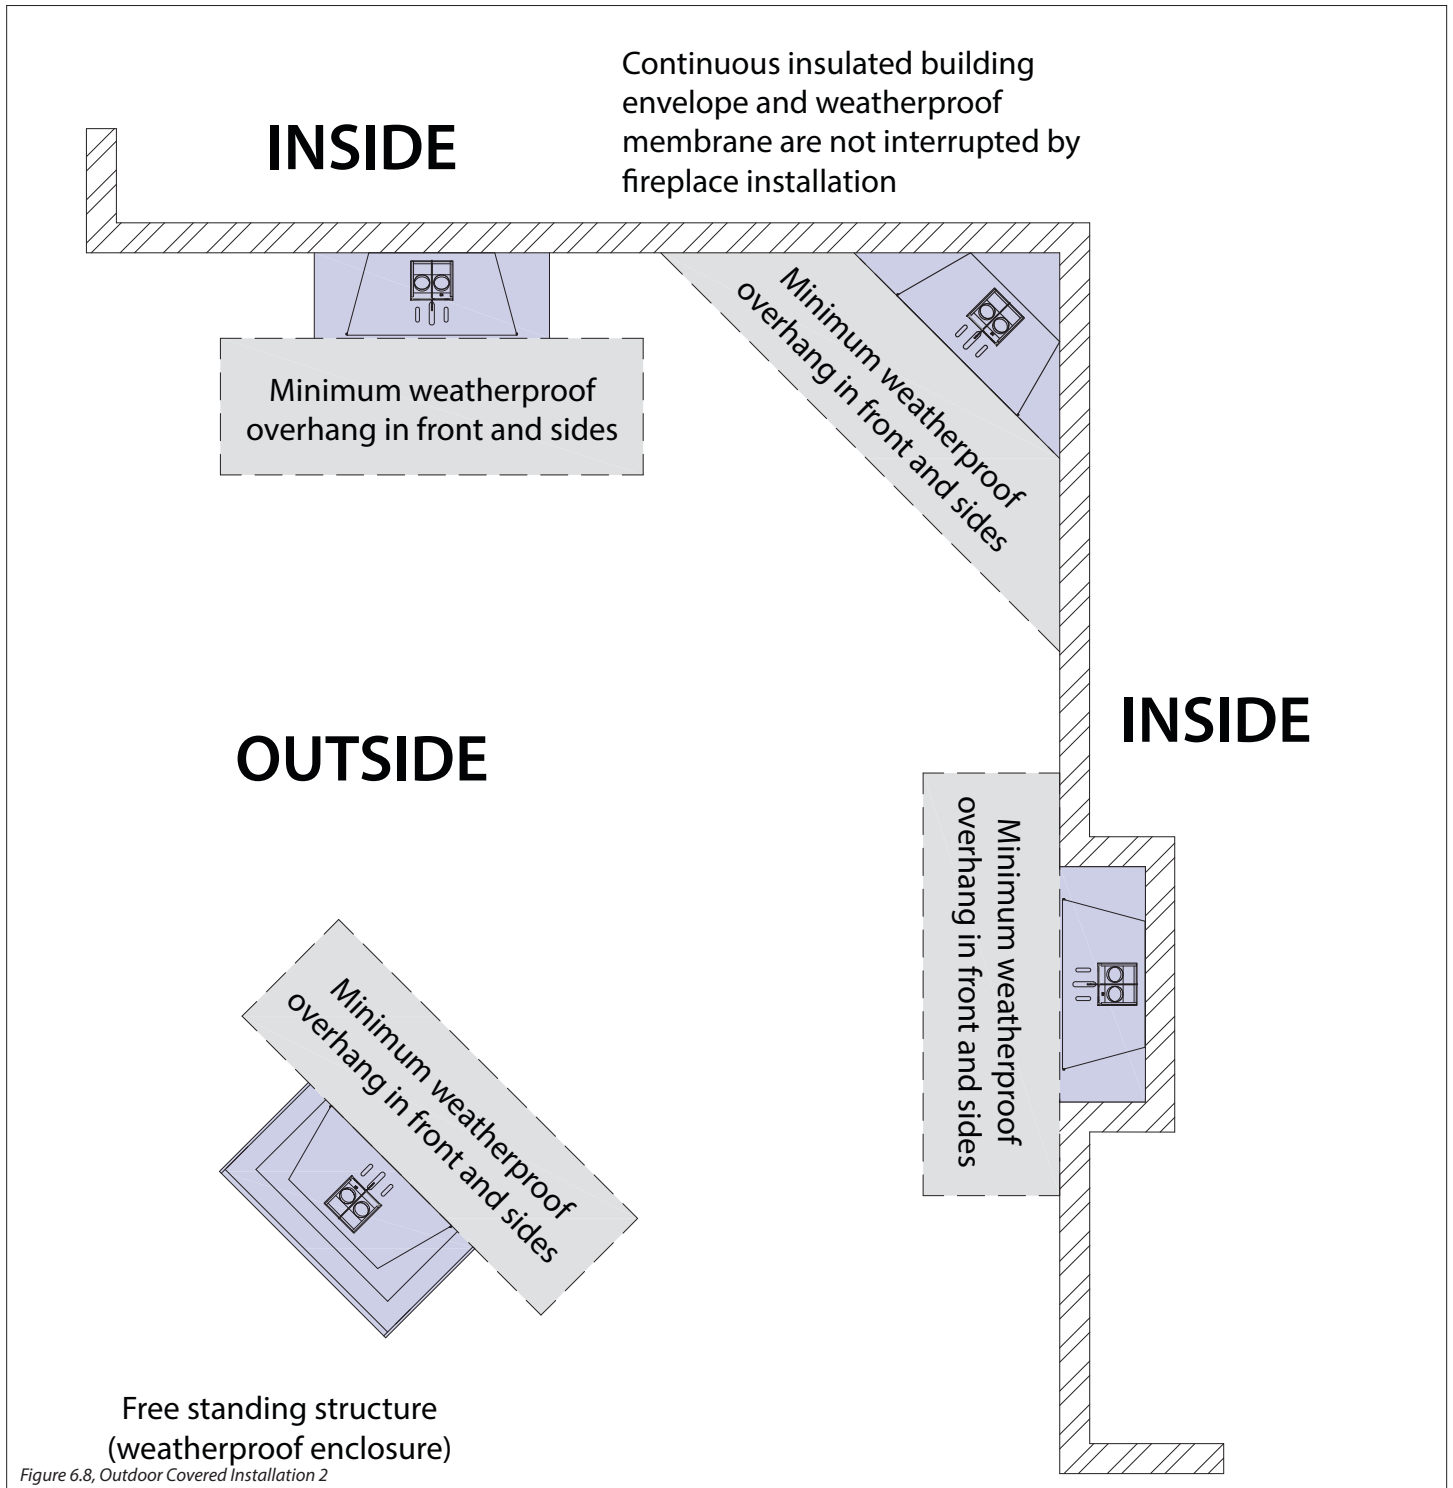 Continuous insulated building
envelope and weatherproof
membrane are not interrupted by
fireplace installation
INSIDE
Minimum weatherproof
overhang in front and sides
Minimum weatherproof
overhang in front and sides
INSIDE
OUTSIDE
Minimum weatherproof
overhang in front and sides
Minimum weatherproof
overhang in front and sides
Free standing structure
(weatherproof enclosure)
Figure 6.8, Outdoor Covered Installation 2